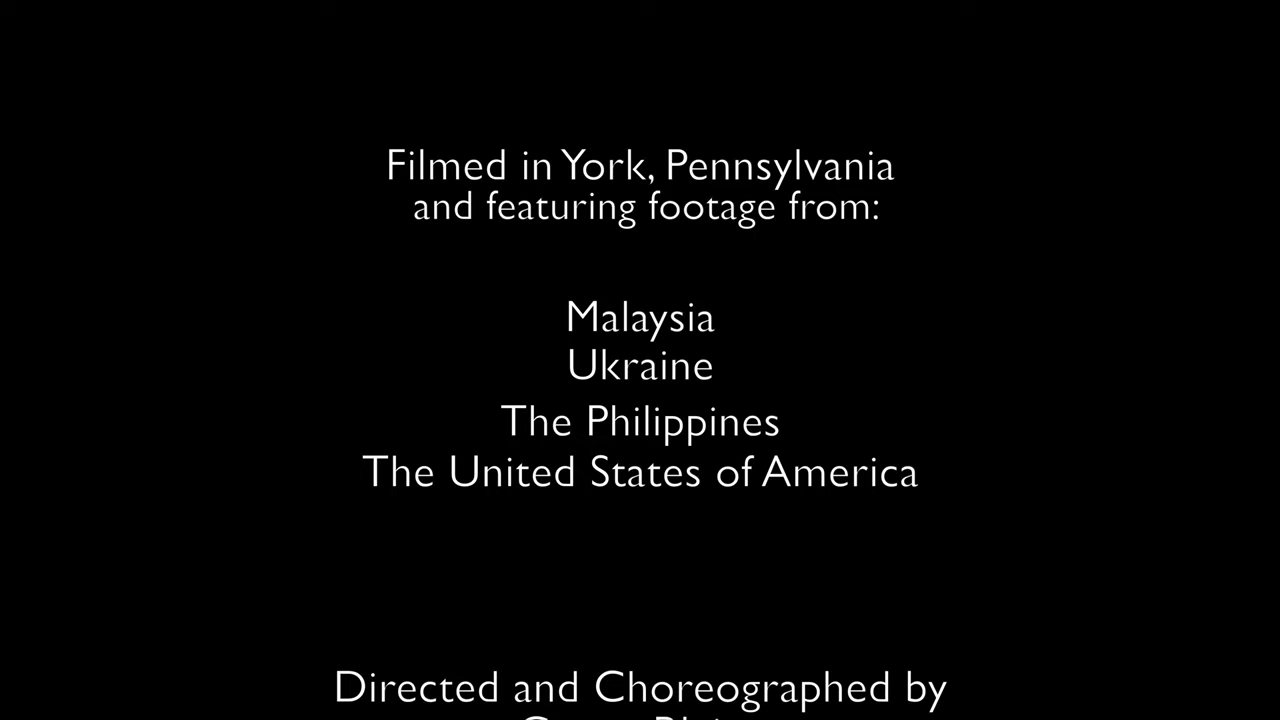 Filmed in York, Pennsylvania
and featuring footage from:
Malaysia
Ukraine
The Philippines
The United States of America
Directed and Choreographed by